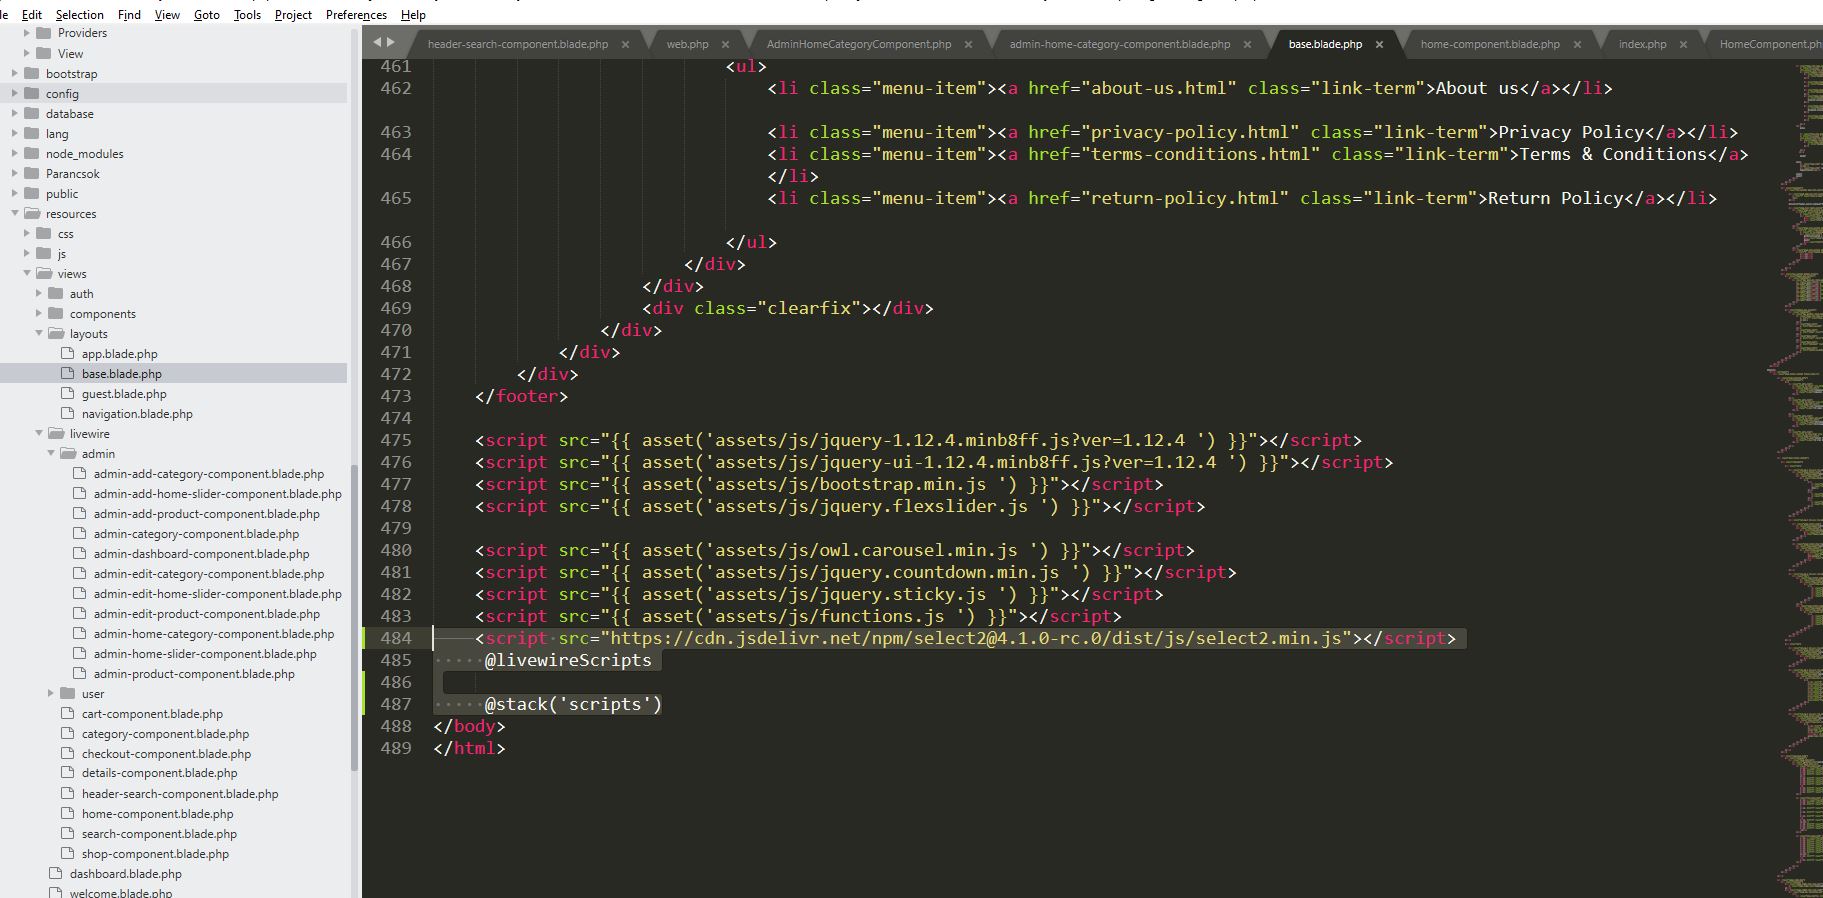 Edit Selection Find View Goto Tools Project Preferences Help
Providers
View
bootstrap
config
database
lang
node_modules
Parancsok
public
resources
css
js
views
auth
components
layouts
app.blade.php
base.blade.php
guest.blade.php
navigation.blade.php
livewire
admin
admin-add-category-component.blade.php
admin-add-home-slider-component.blade.php
admin-add-product-component.blade.php
admin-category-component.blade.php
admin-dashboard-component.blade.php
admin-edit-category-component.blade.php
admin-edit-home-slider-component.blade.php
admin-edit-product-component.blade.php
admin-home-category-component.blade.php
admin-home-slider-component.blade.php
admin-product-component.blade.php
user
cart-component.blade.php
category-component.blade.php
checkout-component.blade.php
details-component.blade.php
header-search-component.blade.php
home-component.blade.php
search-component.blade.php
shop-component.blade.php
dashboard.blade.php
welcome.blade.php
header-search-component.blade.php × web.php × AdminHomeCategoryComponent.php × admin-home-category-component.blade.php × base.blade.php × home-component.blade.php × index.php × HomeComponent.ph
461 <ul>
462 <li class="menu-item"><a href="about-us.html" class="link-term">About us</a></li>
463 <li class="menu-item"><a href="privacy-policy.html" class="link-term">Privacy Policy</a></li>
464 <li class="menu-item"><a href="terms-conditions.html" class="link-term">Terms & Conditions</a>
</li>
465 <li class="menu-item"><a href="return-policy.html" class="link-term">Return Policy</a></li>
466 </ul>
467 </div>
468 </div>
469 <div class="clearfix"></div>
470 </div>
471 </div>
472 </div>
473 </footer>
474
475 <script src="{{ asset('assets/js/jquery-1.12.4.minb8ff.js?ver=1.12.4 ') }}"></script>
476 <script src="{{ asset('assets/js/jquery-ui-1.12.4.minb8ff.js?ver=1.12.4 ') }}"></script>
477 <script src="{{ asset('assets/js/bootstrap.min.js ') }}"></script>
478 <script src="{{ asset('assets/js/jquery.flexslider.js ') }}"></script>
479
480 <script src="{{ asset('assets/js/owl.carousel.min.js ') }}"></script>
481 <script src="{{ asset('assets/js/jquery.countdown.min.js ') }}"></script>
482 <script src="{{ asset('assets/js/jquery.sticky.js ') }}"></script>
483 <script src="{{ asset('assets/js/functions.js ') }}"></script>
484 <script src="https://cdn.jsdelivr.net/npm/select2@4.1.0-rc.0/dist/js/select2.min.js"></script>
485 @livewireScripts
486
487 @stack('scripts')
488 </body>
489 </html>